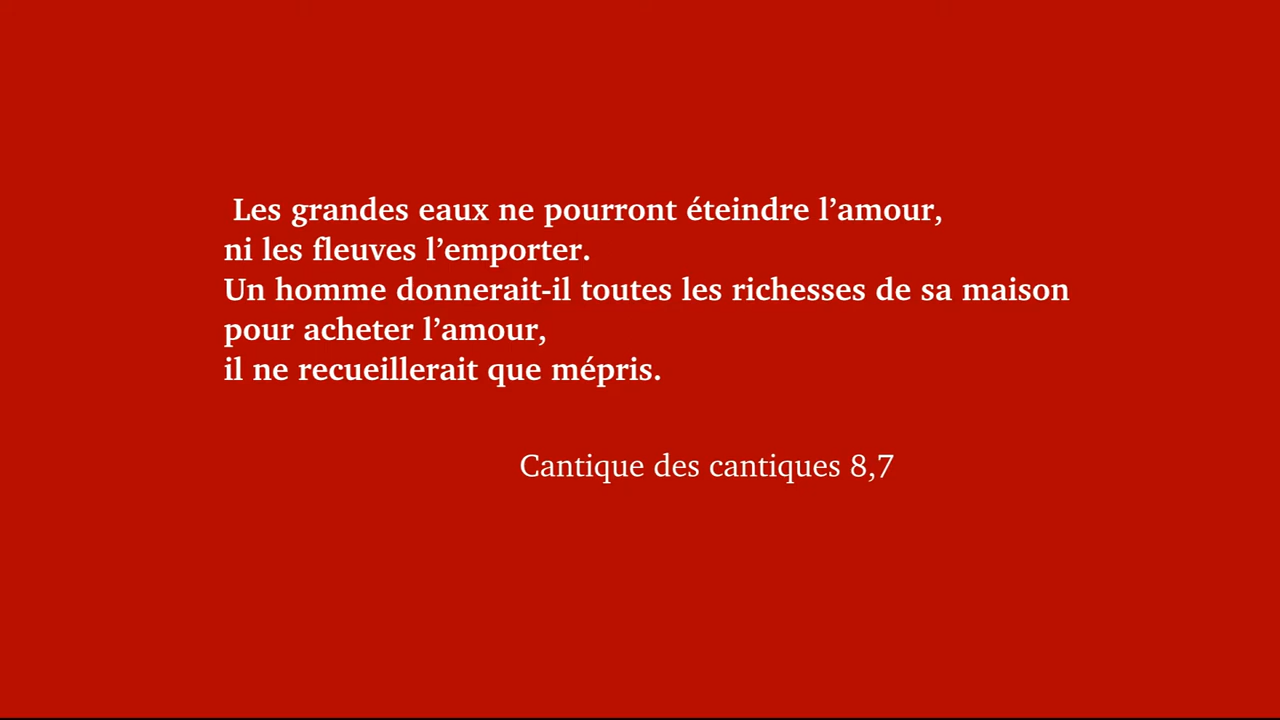 Les grandes eaux ne pourront éteindre l’amour,
ni les fleuves l’emporter.
Un homme donnerait-il toutes les richesses de sa maison
pour acheter l’amour,
il ne recueillerait que mépris.
Cantique des cantiques 8,7